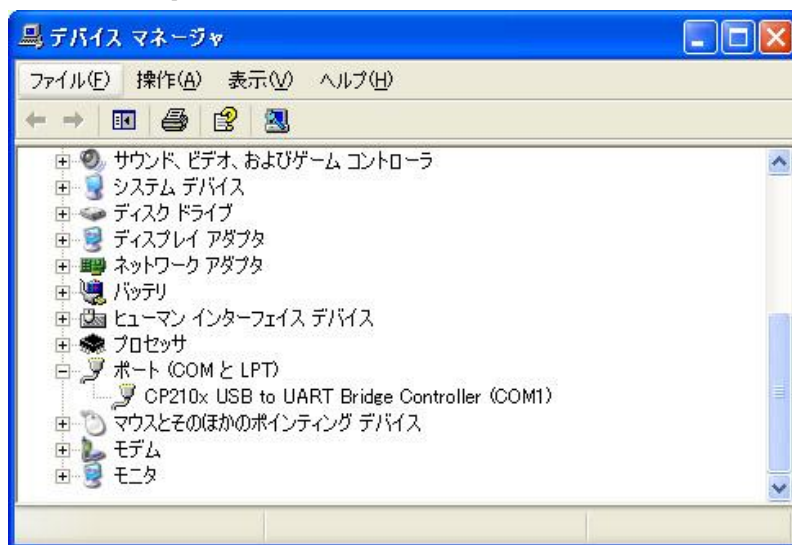 デバイス マネージャ
ファイル(F) 操作(A) 表示(V) ヘルプ(H)
サウンド、ビデオ、およびゲーム コントローラ
システム デバイス
ディスク ドライブ
ディスプレイ アダプタ
ネットワーク アダプタ
バッテリ
ヒューマン インターフェイス デバイス
プロセッサ
ポート (COM と LPT)
CP210x USB to UART Bridge Controller (COM1)
マウスとそのほかのポインティング デバイス
モデム
モニタ